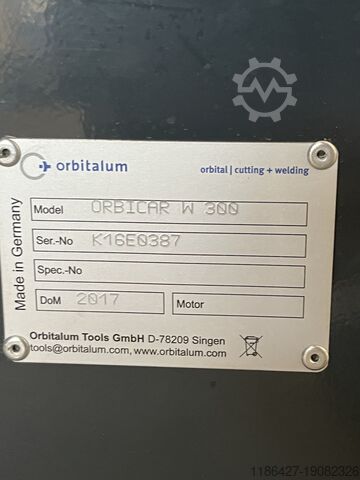 orbitalum
orbital | cutting + welding
Made in Germany
Model ORBICAR W 300
Ser.-No K16E0387
Spec.-No
DoM 2017 Motor
Orbitalum Tools GmbH D-78209 Singen
tools@orbitalum.com, www.orbitalum.com
1186427-19082326